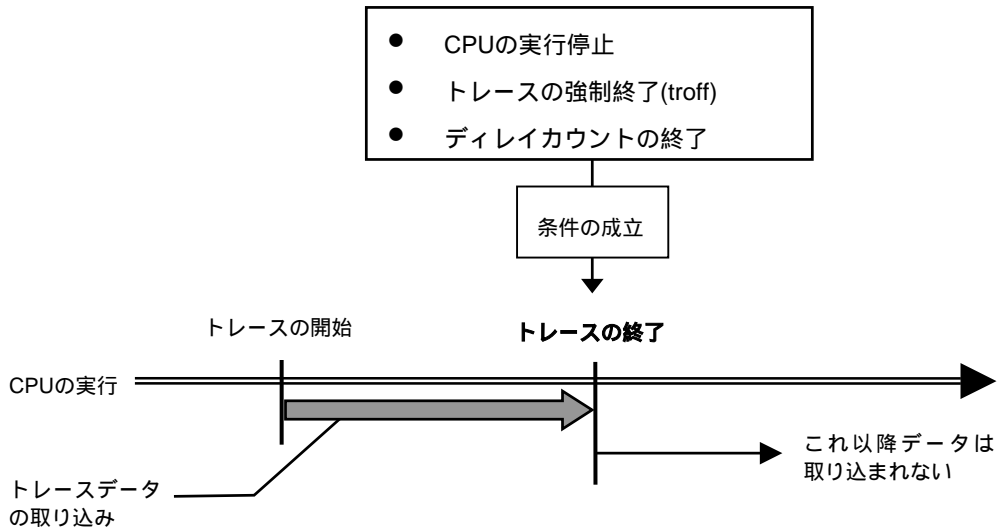 ● CPUの実行停止
● トレースの強制終了(troff)
● ディレイカウントの終了
条件の成立
トレースの開始
トレースの終了
CPUの実行
これ以降データは
取り込まれない
トレースデータ
の取り込み